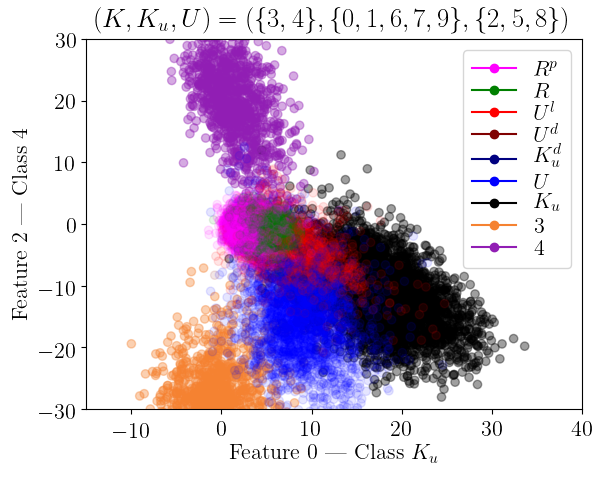 (K, K_u, U) = ({3, 4}, {0, 1, 6, 7, 9}, {2, 5, 8})
30
20
10
0
−10
−20
−30
Feature 2 — Class 4
R^p
R
U^l
U^d
K_u^d
U
K_u
3
4
−10
0
10
20
30
40
Feature 0 — Class K_u